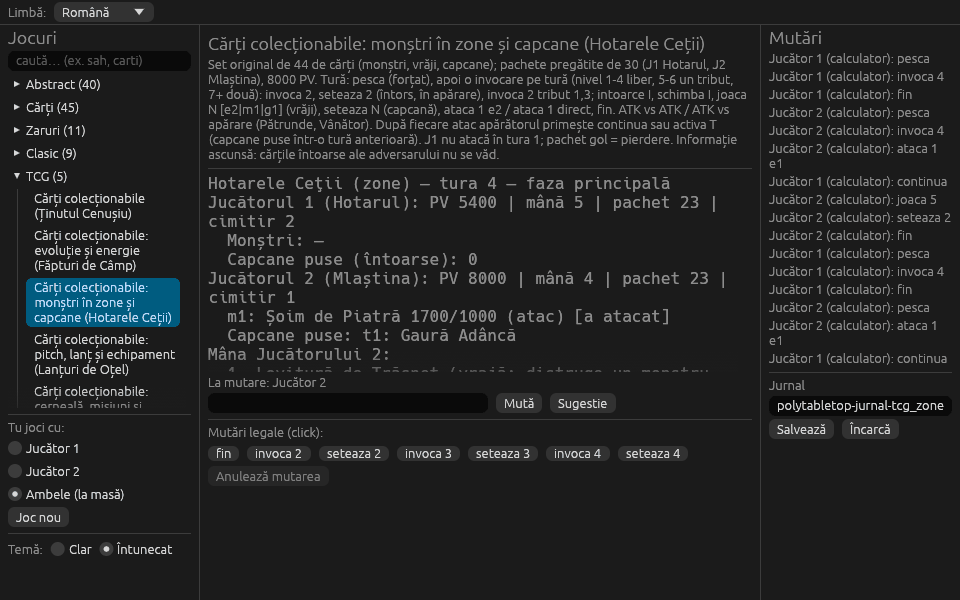 Limbă: Română
Jocuri
caută... (ex. sah, carti)
Abstract (40)
Cărți (45)
Zaruri (11)
Clasic (9)
TCG (5)
Cărți colecționabile
(Ținutul Cenușiu)
Cărți colecționabile:
evoluție și energie
(Făpturi de Câmp)
Cărți colecționabile:
monștri în zone și
capcane (Hotarele Ceții)
Cărți colecționabile:
pitch, lanț și echipament
(Lanțuri de Oțel)
Cărți colecționabile:
cerneală, misiuni și
Tu joci cu:
Jucător 1
Jucător 2
Ambele (la masă)
Joc nou
Temă: Clar Întunecat
Cărți colecționabile: monștri în zone și capcane (Hotarele Ceții)
Set original de 44 de cărți (monștri, vrăji, capcane); pachete pregătite de 30 (J1 Hotarul, J2
Mlaștina), 8000 PV. Tură: pesca (forțat), apoi o invocare pe tură (nivel 1-4 liber, 5-6 un tribut,
7+ două): invoca 2, seteaza 2 (întors, în apărare), invoca 2 tribut 1,3; intoarce I, schimba I, joaca
N [e2|m1|g1] (vrăji), seteaza N (capcană), ataca 1 e2 / ataca 1 direct, fin. ATK vs ATK / ATK vs
apărare (Pătrunde, Vânător). După fiecare atac apărătorul primește continua sau activa T
(capcane puse într-o tură anterioară). J1 nu atacă în tura 1; pachet gol = pierdere. Informație
ascunsă: cărțile întoarse ale adversarului nu se văd.
Hotarele Ceții (zone) — tura 4 — faza principală
Jucătorul 1 (Hotarul): PV 5400 | mână 5 | pachet 23 |
cimitir 2
Monștri: —
Capcane puse (întoarse): 0
Jucătorul 2 (Mlaștina): PV 8000 | mână 4 | pachet 23 |
cimitir 1
m1: Șoim de Piatră 1700/1000 (atac) [a atacat]
Capcane puse: t1: Gaură Adâncă
Mâna Jucătorului 2:
1. Lovitură de Trăsnet (vrajă: distruge un monstru
La mutare: Jucător 2
Mută
Sugestie
Mutări legale (click):
fin invoca 2 seteaza 2 invoca 3 seteaza 3 invoca 4 seteaza 4
Anulează mutarea
Mutări
Jucător 1 (calculator): pesca
Jucător 1 (calculator): invoca 4
Jucător 1 (calculator): fin
Jucător 2 (calculator): pesca
Jucător 2 (calculator): invoca 4
Jucător 2 (calculator): ataca 1
e1
Jucător 1 (calculator): continua
Jucător 2 (calculator): joaca 5
Jucător 2 (calculator): seteaza 2
Jucător 2 (calculator): fin
Jucător 1 (calculator): pesca
Jucător 1 (calculator): invoca 4
Jucător 1 (calculator): fin
Jucător 2 (calculator): pesca
Jucător 2 (calculator): ataca 1
e1
Jucător 1 (calculator): continua
Jurnal
polytabletop-jurnal-tcg_zone
Salvează
Încarcă